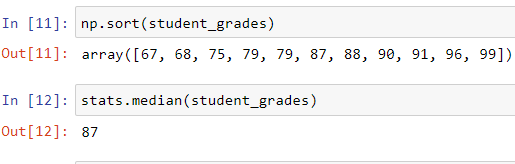 In [11]: np.sort(student_grades)
Out[11]: array([67, 68, 75, 79, 79, 87, 88, 90, 91, 96, 99])
In [12]: stats.median(student_grades)
Out[12]: 87